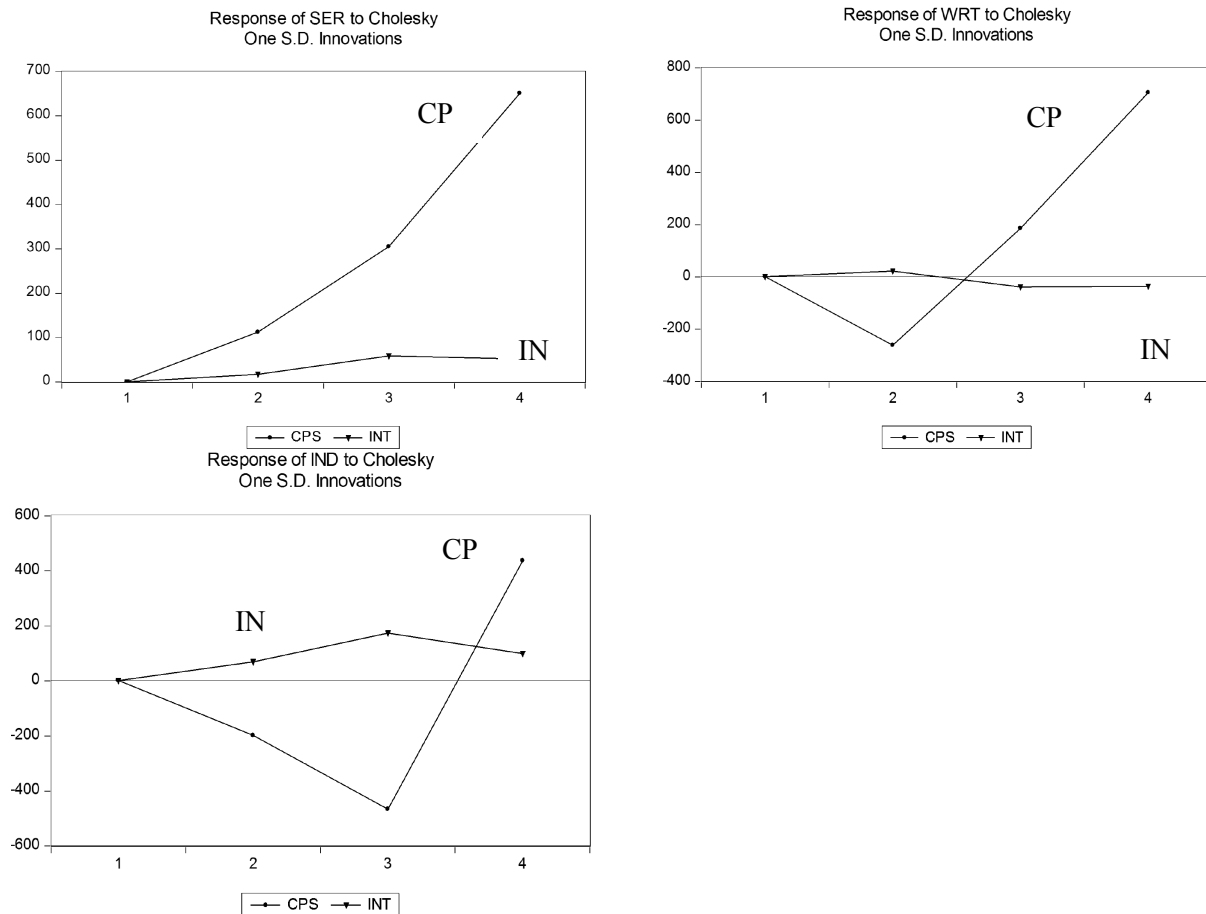 Response of SER to Cholesky
One S.D. Innovations
700
600
500
400
300
200
100
0
CP
IN
1 2 3 4
CPS INT
Response of WRT to Cholesky
One S.D. Innovations
800
600
400
200
0
-200
-400
CP
IN
1 2 3 4
CPS INT
Response of IND to Cholesky
One S.D. Innovations
600
400
200
0
-200
-400
-600
CP
IN
1 2 3 4
CPS INT